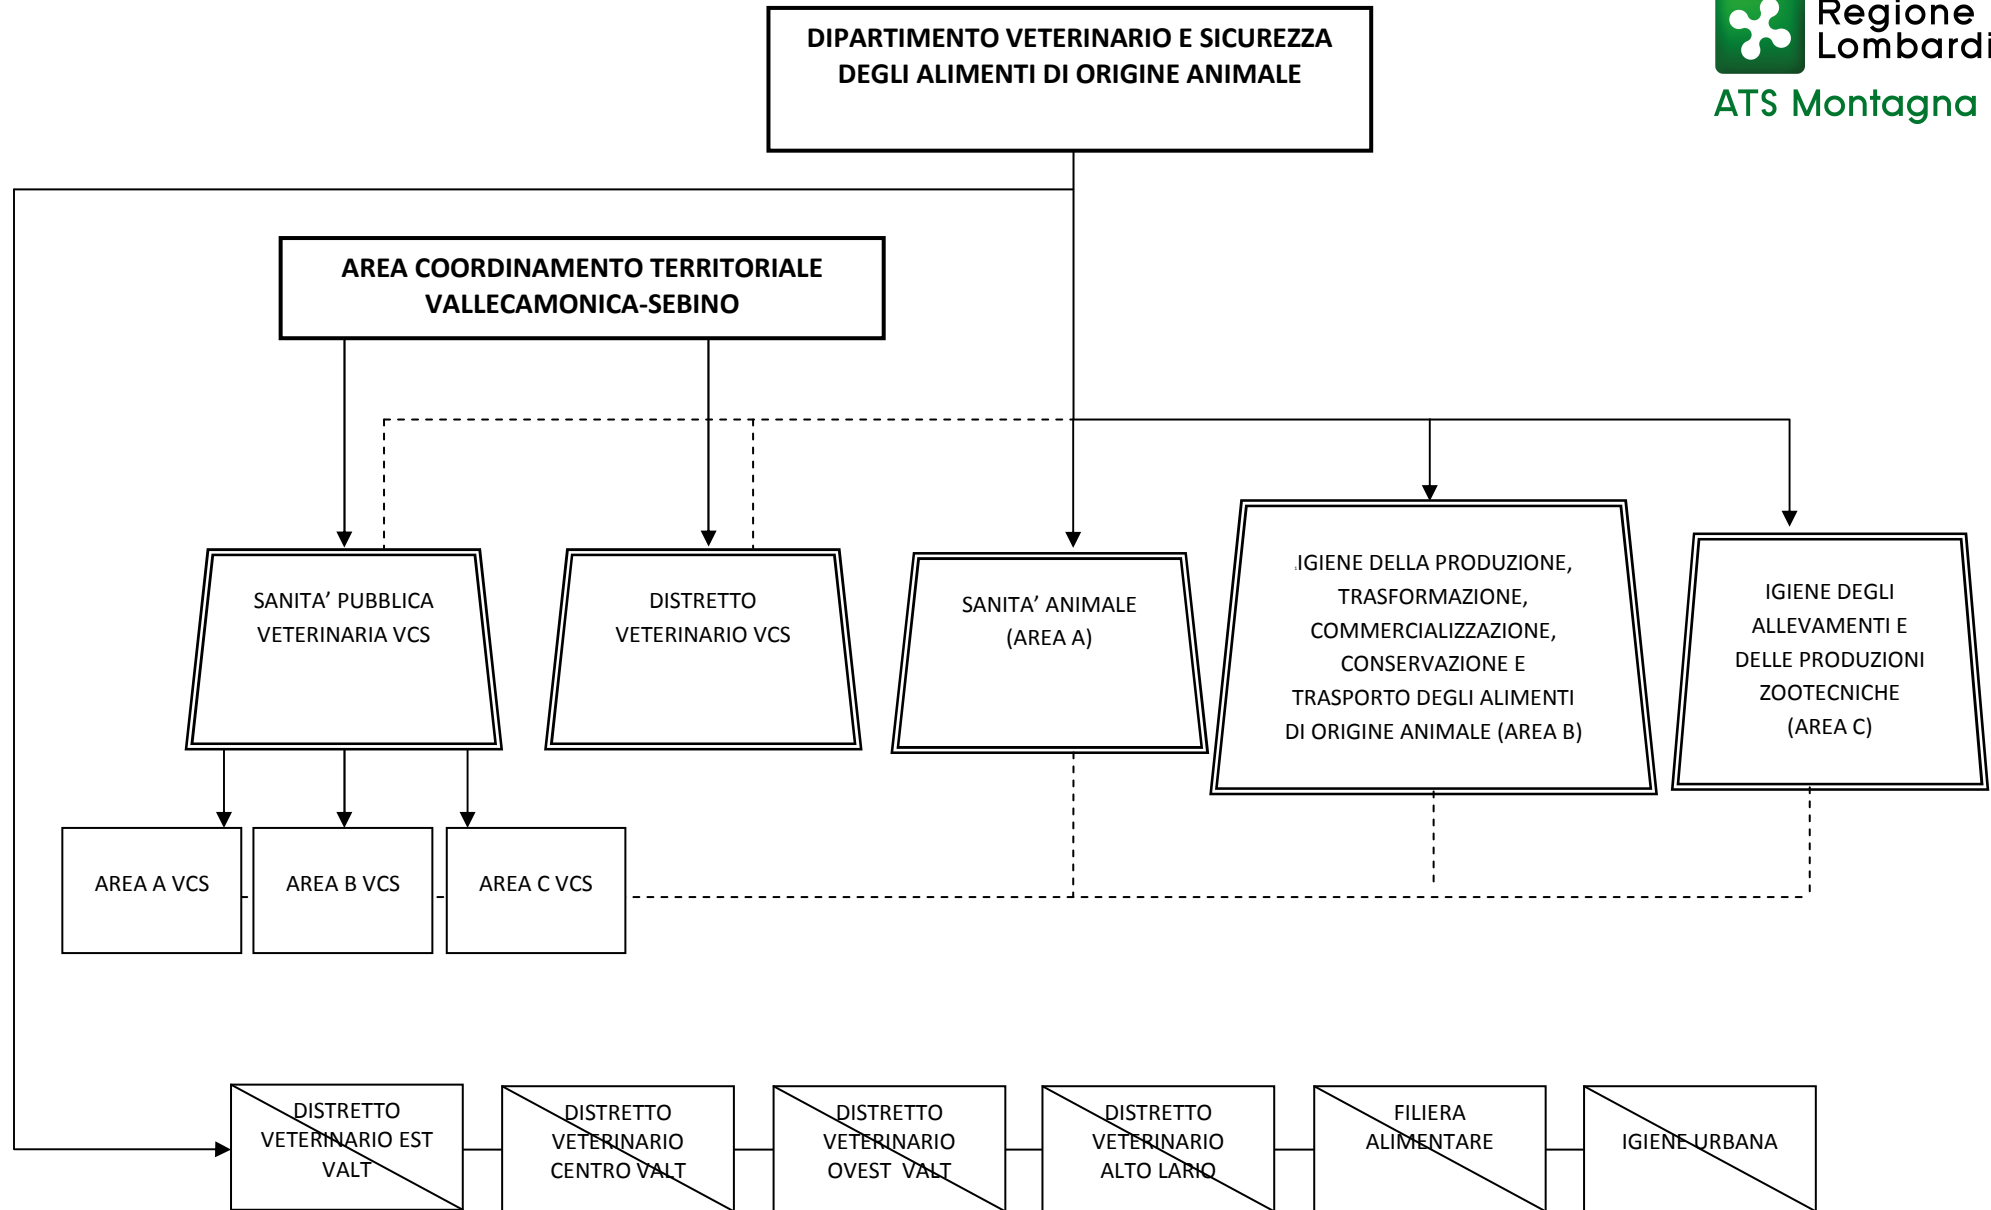 DIPARTIMENTO VETERINARIO E SICUREZZA
DEGLI ALIMENTI DI ORIGINE ANIMALE
Regione
Lombardi
ATS Montagna
AREA COORDINAMENTO TERRITORIALE
VALLECAMONICA-SEBINO
SANITA’ PUBBLICA
VETERINARIA VCS
DISTRETTO
VETERINARIO VCS
SANITA’ ANIMALE
(AREA A)
IGIENE DELLA PRODUZIONE,
TRASFORMAZIONE,
COMMERCIALIZZAZIONE,
CONSERVAZIONE E
TRASPORTO DEGLI ALIMENTI
DI ORIGINE ANIMALE (AREA B)
IGIENE DEGLI
ALLEVAMENTI E
DELLE PRODUZIONI
ZOOTECNICHE
(AREA C)
AREA A VCS
AREA B VCS
AREA C VCS
DISTRETTO
VETERINARIO EST
VALT
DISTRETTO
VETERINARIO
CENTRO VALT
DISTRETTO
VETERINARIO
OVEST VALT
DISTRETTO
VETERINARIO
ALTO LARIO
FILIERA
ALIMENTARE
IGIENE URBANA